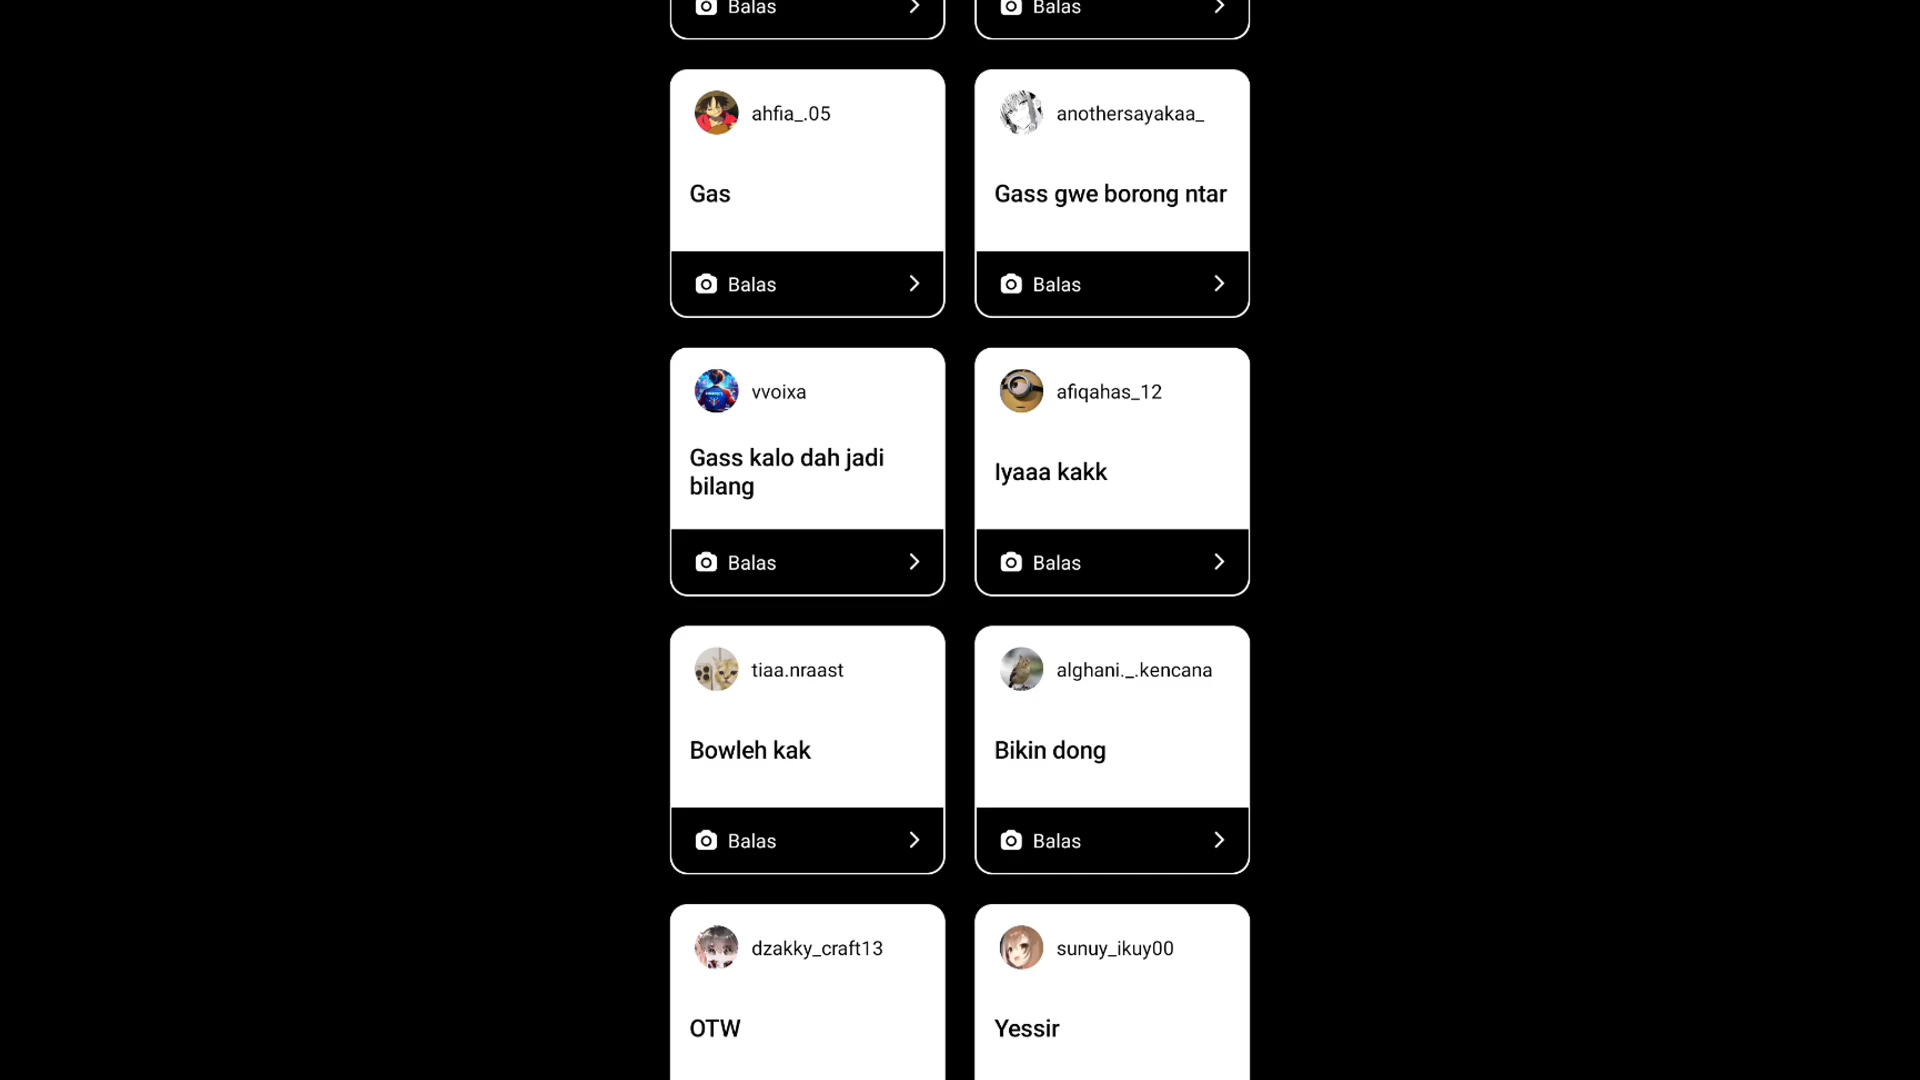 Balas
Balas
ahfia_.05
anothersayakaa_
Gas
Gass gwe borong ntar
Balas
Balas
vvoixa
afiqahas_12
Gass kalo dah jadi
bilang
Iyaaa kakk
Balas
Balas
tiaa.nraast
alghani._.kencana
Bowleh kak
Bikin dong
Balas
Balas
dzakky_craft13
sunuy_ikuy00
OTW
Yessir